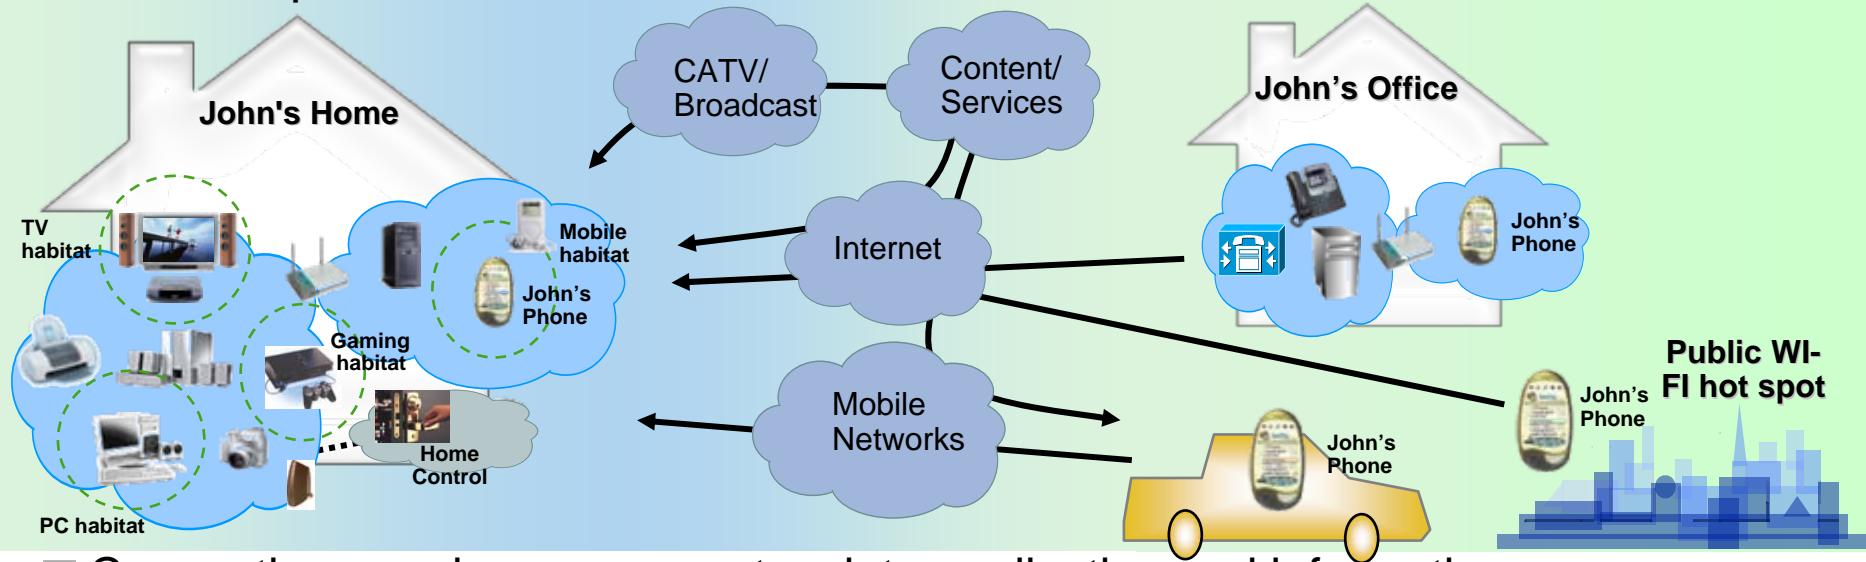 John's Home
CATV/
Broadcast
Content/
Services
John's Office
TV
habitat
Mobile
habitat
John's
Phone
Internet
John's
Phone
Gaming
habitat
Mobile
Networks
Home
Control
PC habitat
John's
Phone
Public WI-
FI hot spot
John's
Phone